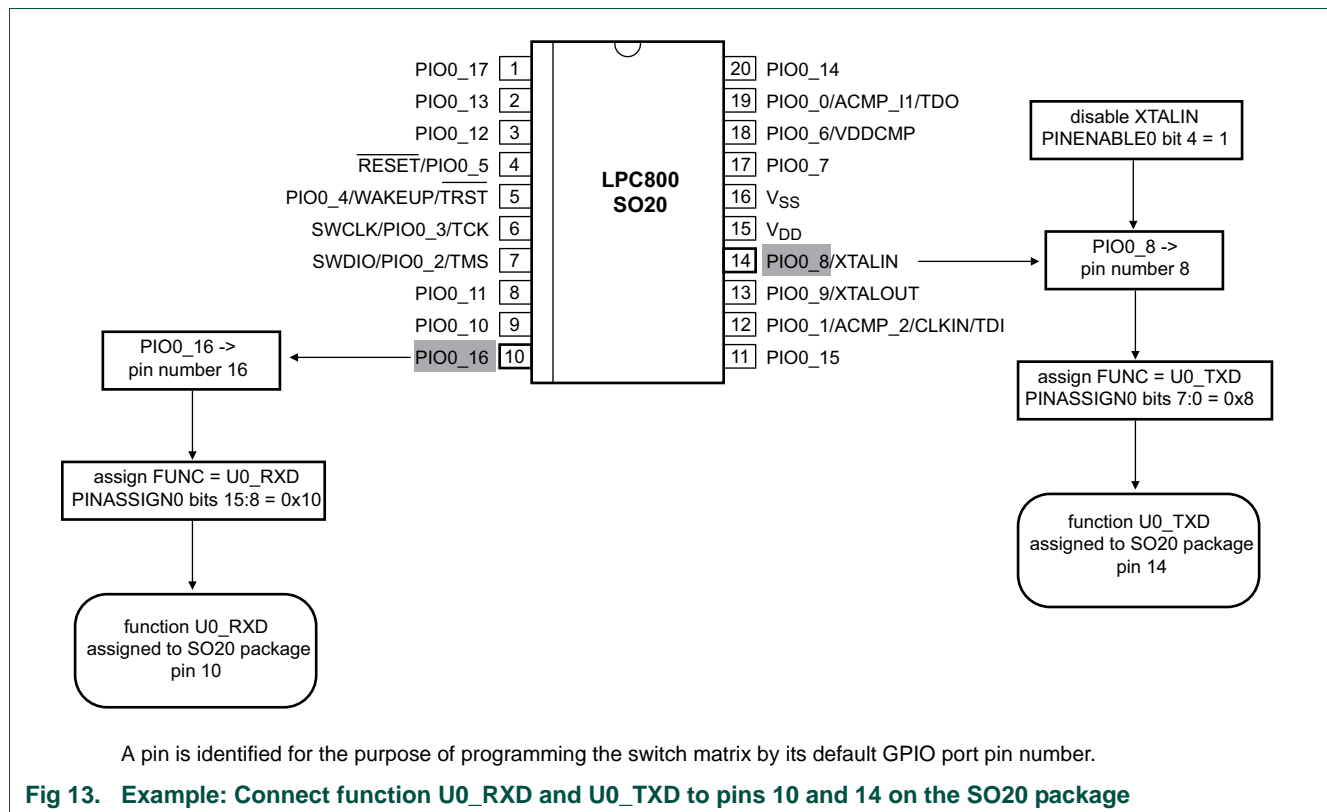 PIO0_17 1
PIO0_13 2
PIO0_12 3
RESET/PIO0_5 4
PIO0_4/WAKEUP/TRST 5
SWCLK/PIO0_3/TCK 6
SWDIO/PIO0_2/TMS 7
PIO0_11 8
PIO0_10 9
PIO0_16 10
LPC800
SO20
20 PIO0_14
19 PIO0_0/ACMP_I1/TDO
18 PIO0_6/VDDCMP
17 PIO0_7
16 VSS
15 VDD
14 PIO0_8/XTALIN
13 PIO0_9/XTALOUT
12 PIO0_1/ACMP_2/CLKIN/TDI
11 PIO0_15
PIO0_16 ->
pin number 16
assign FUNC = U0_RXD
PINASSIGN0 bits 15:8 = 0x10
function U0_RXD
assigned to SO20 package
pin 10
disable XTALIN
PINENABLE0 bit 4 = 1
PIO0_8 ->
pin number 8
assign FUNC = U0_TXD
PINASSIGN0 bits 7:0 = 0x8
function U0_TXD
assigned to SO20 package
pin 14
A pin is identified for the purpose of programming the switch matrix by its default GPIO port pin number.
Fig 13. Example: Connect function U0_RXD and U0_TXD to pins 10 and 14 on the SO20 package